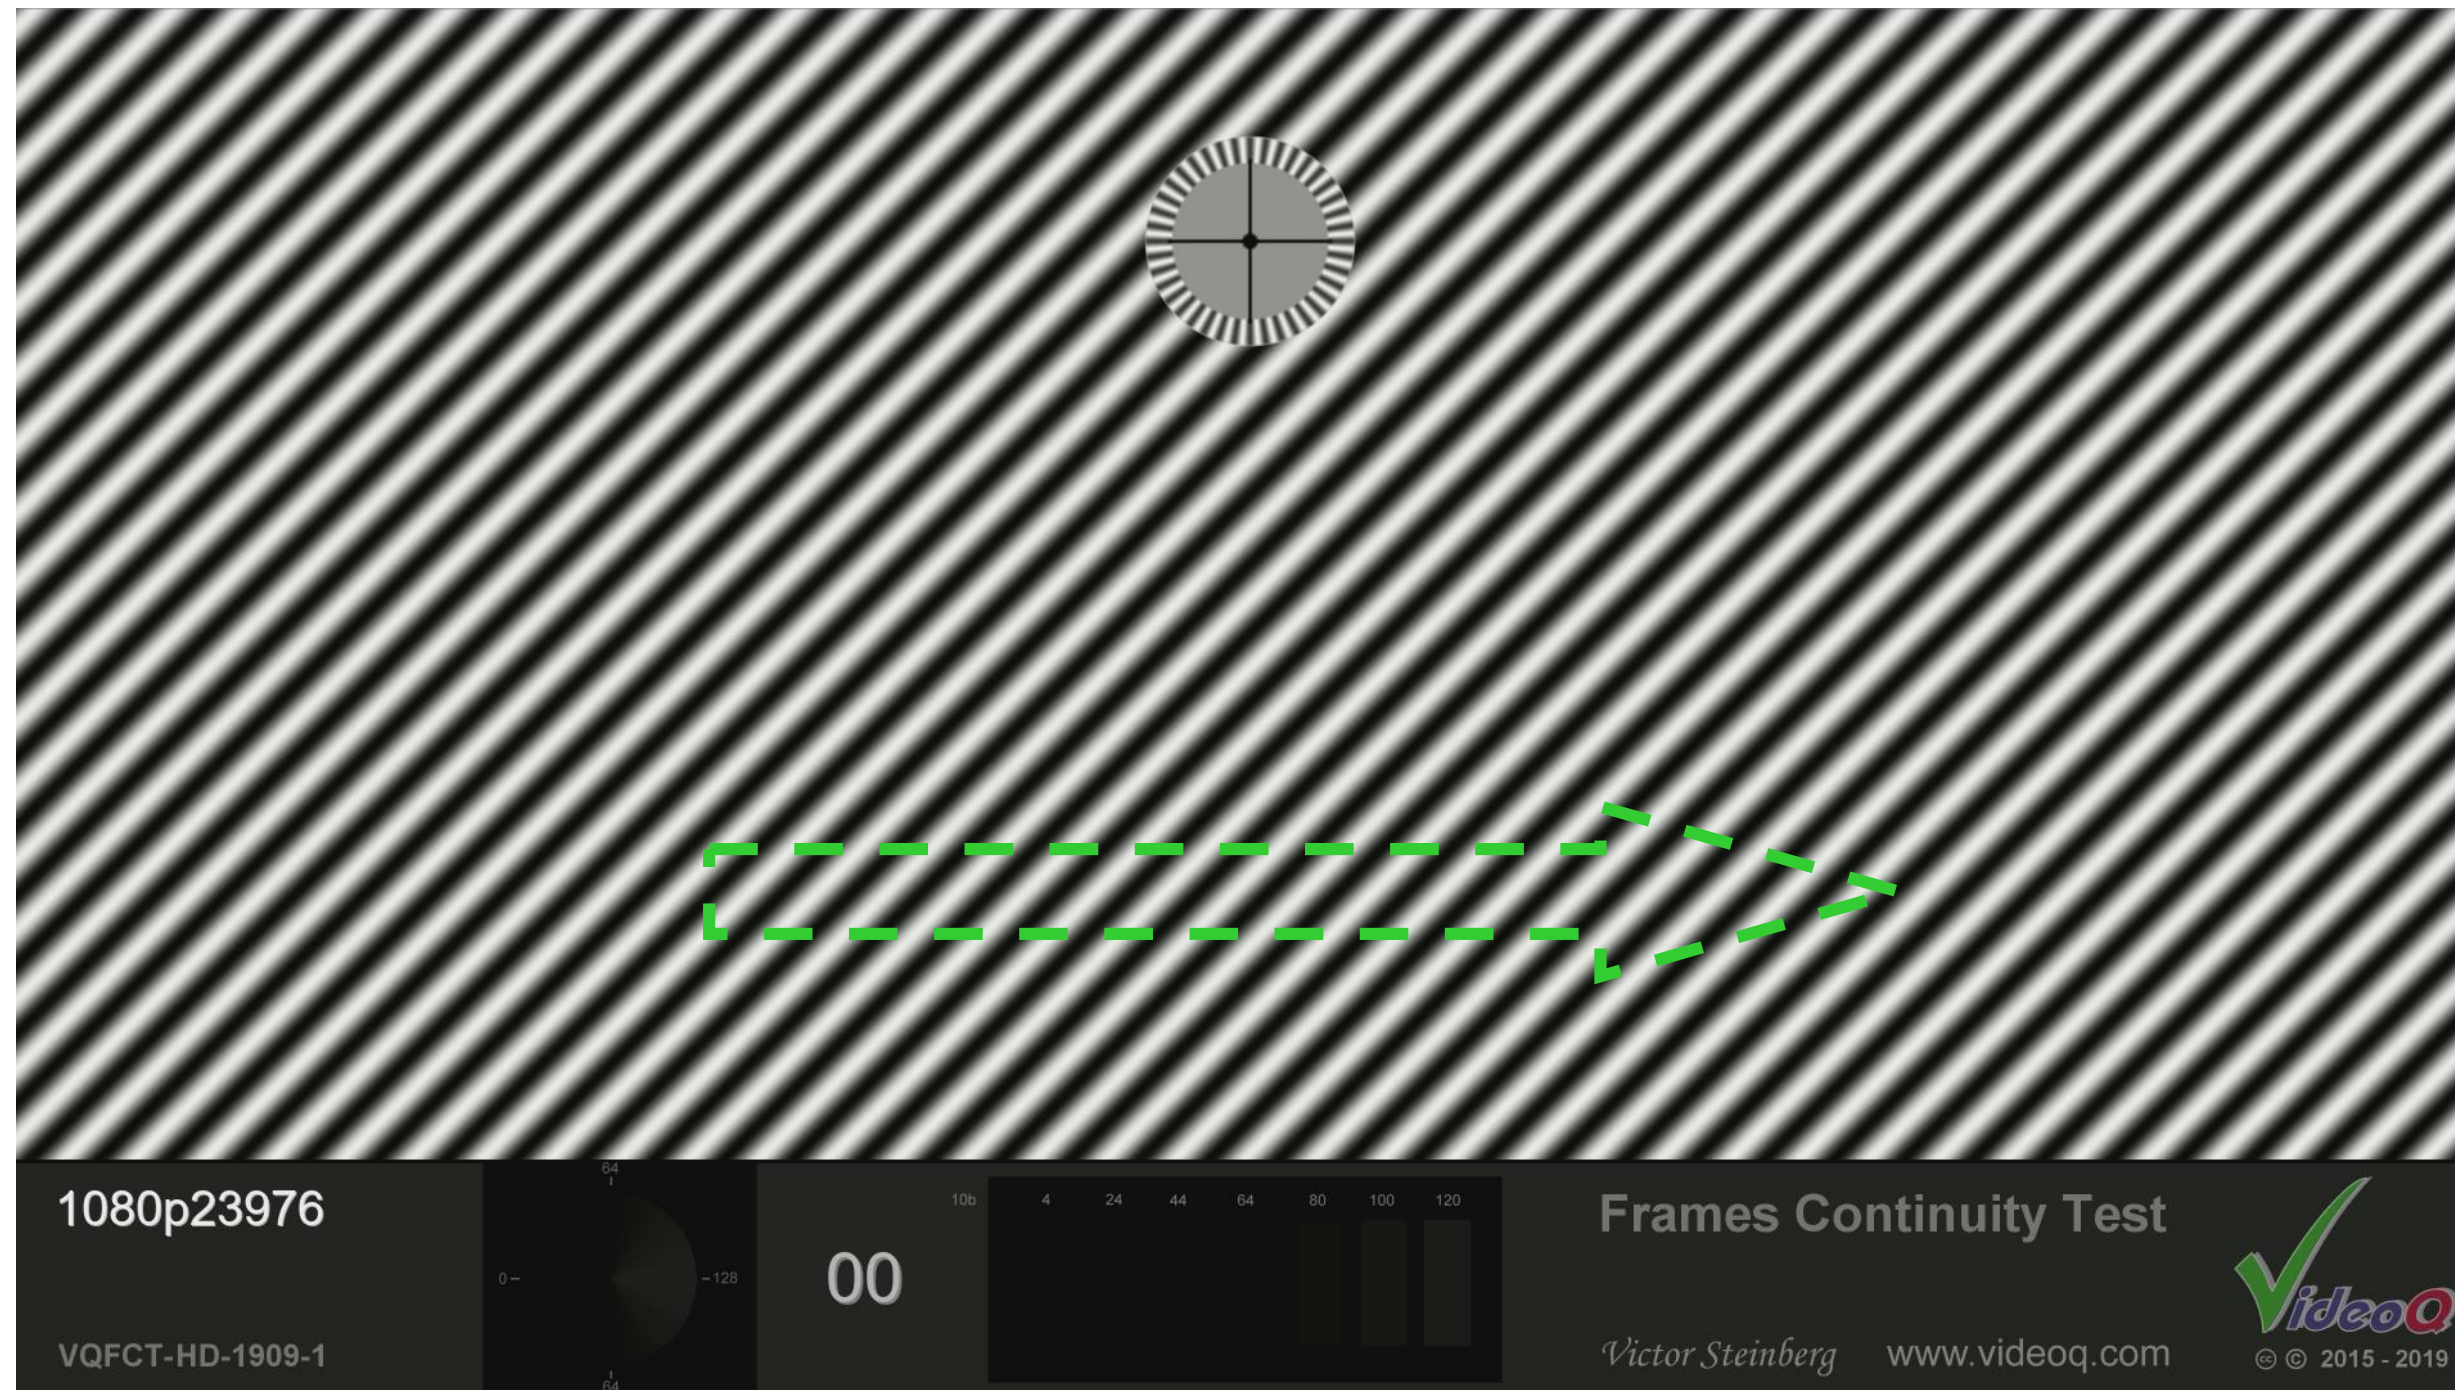 1080p23976
VQFCT-HD-1909-1
64
0
128
64
00
10b 4 24 44 64 80 100 120
Frames Continuity Test
Victor Steinberg www.videoq.com
VideoQ
cc © 2015 - 2019